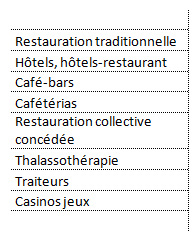 Restauration traditionnelle
Hôtels, hôtels-restaurant
Café-bars
Cafétérias
Restauration collective
concédée
Thalassothérapie
Traiteurs
Casinos jeux